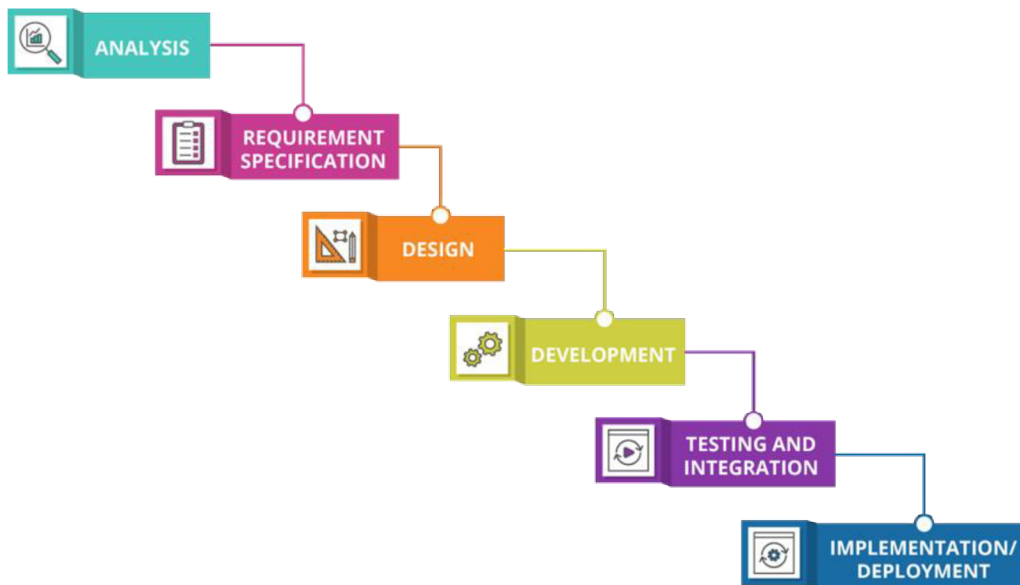 ANALYSIS
REQUIREMENT
SPECIFICATION
DESIGN
DEVELOPMENT
TESTING AND
INTEGRATION
IMPLEMENTATION/
DEPLOYMENT